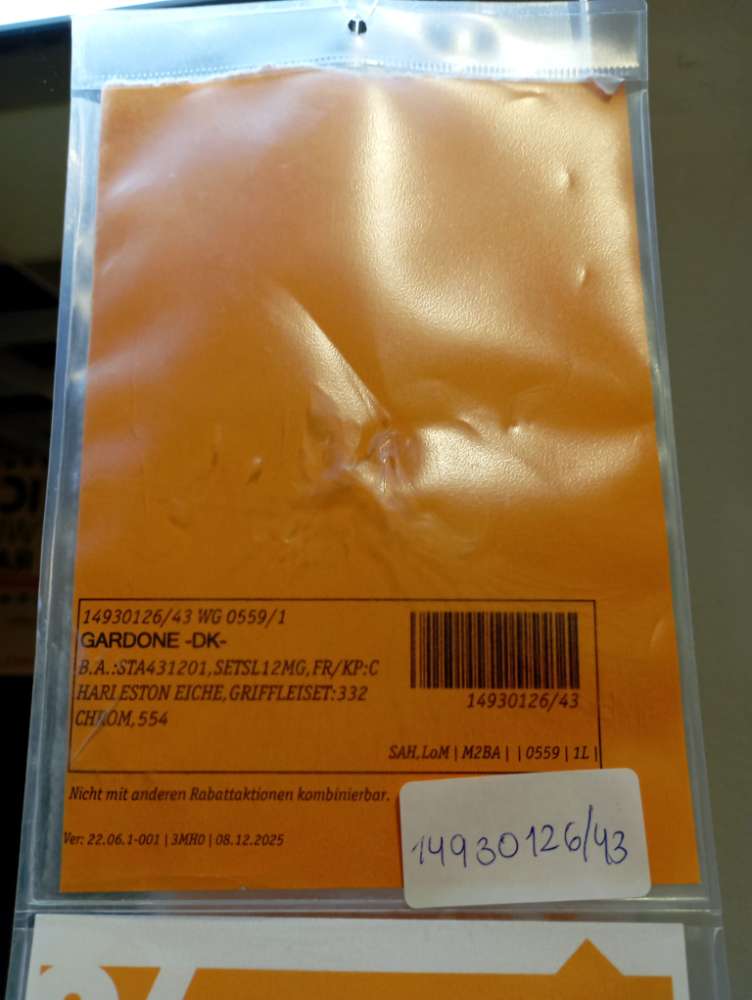 14930126/43 WG 0559/1
GARDONE -DK-
B.A.:STA431201,SETSL12MG,FR/KP:C
HARLESTON EICHE,GRIFFLEISET:332
CHROM,554
14930126/43
SAH,LoM | M2BA | | 0559 | 1L |
Nicht mit anderen Rabattaktionen kombinierbar.
Ver: 22.06.1-001 | 3MH0 | 08.12.2025
14930126/43